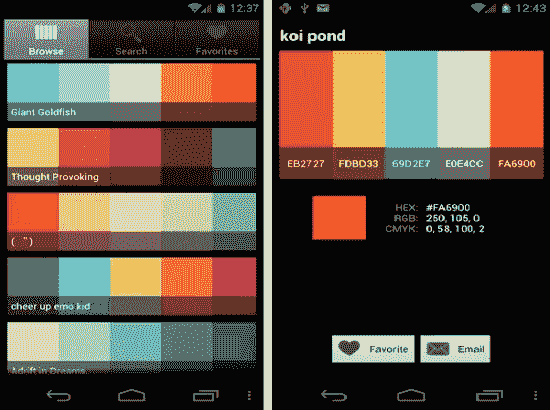 12:37
Browse
Search
Favorites
Giant Goldfish
Thought Provoking
cheer up emo kid
Adrift in Dreams
12:43
koi pond
EB2727 FDBD33 69D2E7 E0E4CC FA6900
HEX: #FA6900
RGB: 250, 105, 0
CMYK: 0, 58, 100, 2
Favorite
Email